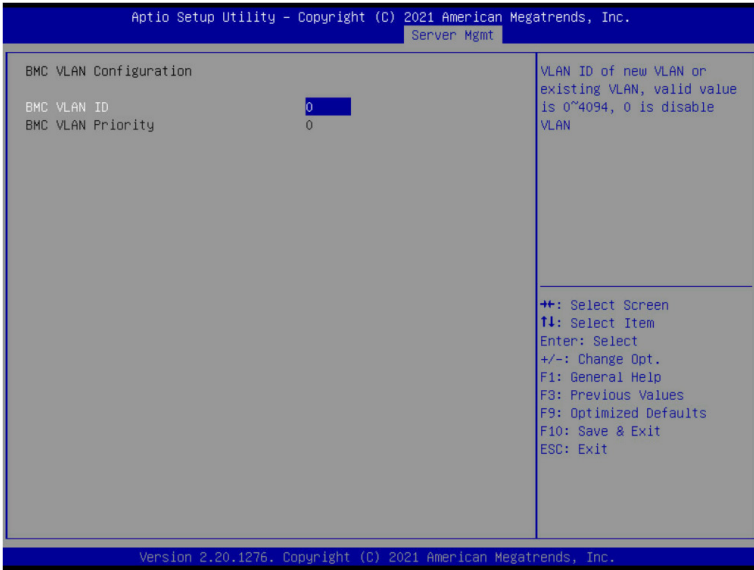 Aptio Setup Utility – Copyright (C) 2021 American Megatrends, Inc.
Server Mgmt
BMC VLAN Configuration
BMC VLAN ID 0
BMC VLAN Priority 0
VLAN ID of new VLAN or
existing VLAN, valid value
is 0~4094, 0 is disable
VLAN
→←: Select Screen
↑↓: Select Item
Enter: Select
+/-: Change Opt.
F1: General Help
F3: Previous Values
F9: Optimized Defaults
F10: Save & Exit
ESC: Exit
Version 2.20.1276. Copyright (C) 2021 American Megatrends, Inc.